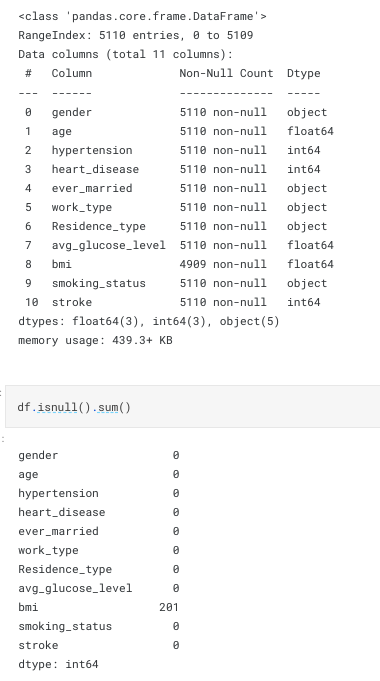 <class 'pandas.core.frame.DataFrame'>
RangeIndex: 5110 entries, 0 to 5109
Data columns (total 11 columns):
 #   Column             Non-Null Count  Dtype
---  ------             --------------  -----
 0   gender             5110 non-null   object
 1   age                5110 non-null   float64
 2   hypertension       5110 non-null   int64
 3   heart_disease      5110 non-null   int64
 4   ever_married       5110 non-null   object
 5   work_type          5110 non-null   object
 6   Residence_type     5110 non-null   object
 7   avg_glucose_level  5110 non-null   float64
 8   bmi                4909 non-null   float64
 9   smoking_status     5110 non-null   object
 10  stroke             5110 non-null   int64
dtypes: float64(3), int64(3), object(5)
memory usage: 439.3+ KB
:
df.isnull().sum()
:
gender                 0
age                    0
hypertension           0
heart_disease          0
ever_married           0
work_type              0
Residence_type         0
avg_glucose_level      0
bmi                  201
smoking_status         0
stroke                 0
dtype: int64